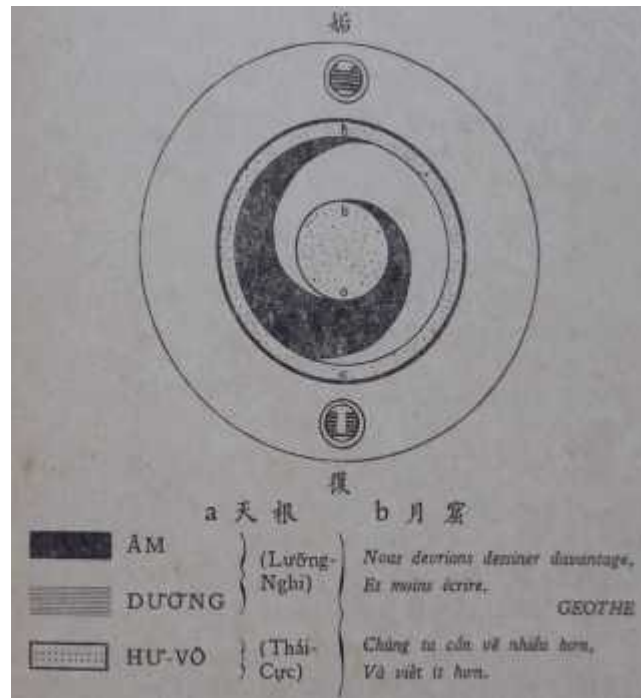 姤
b
b
a
a
復
a 天根 b 月窟
ÂM
DƯƠNG
(Lưỡng-
Nghi)
HƯ-VÔ
(Thái-
Cực)
Nous devrions dessiner davantage,
Et moins écrire.
GEOTHE
Chúng ta cần vẽ nhiều hơn,
Và viết ít hơn.